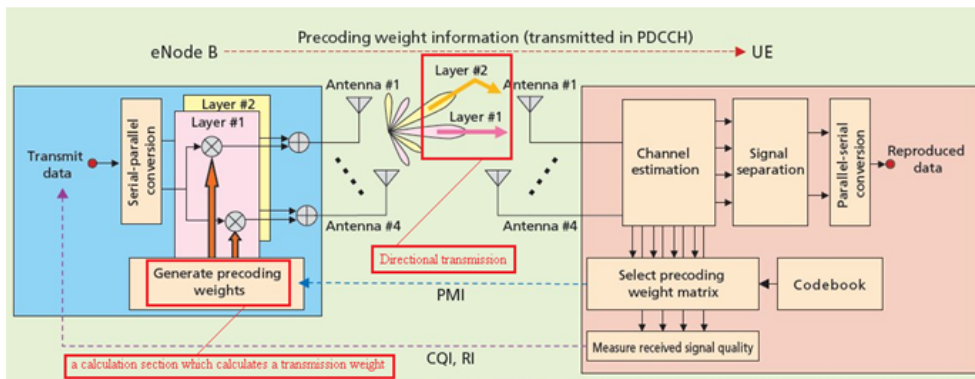 Precoding weight information (transmitted in PDCCH)
eNode B
UE
Antenna #1
Layer #2
Antenna #1
Layer #2
Layer #1
Layer #1
Transmit
data
Serial-parallel
conversion
Channel
estimation
Signal
separation
Parallel-serial
conversion
Reproduced
data
Antenna #4
Antenna #4
Directional transmission
Generate precoding
weights
PMI
Select precoding
weight matrix
Codebook
a calculation section which calculates a transmission weight
CQI, RI
Measure received signal quality